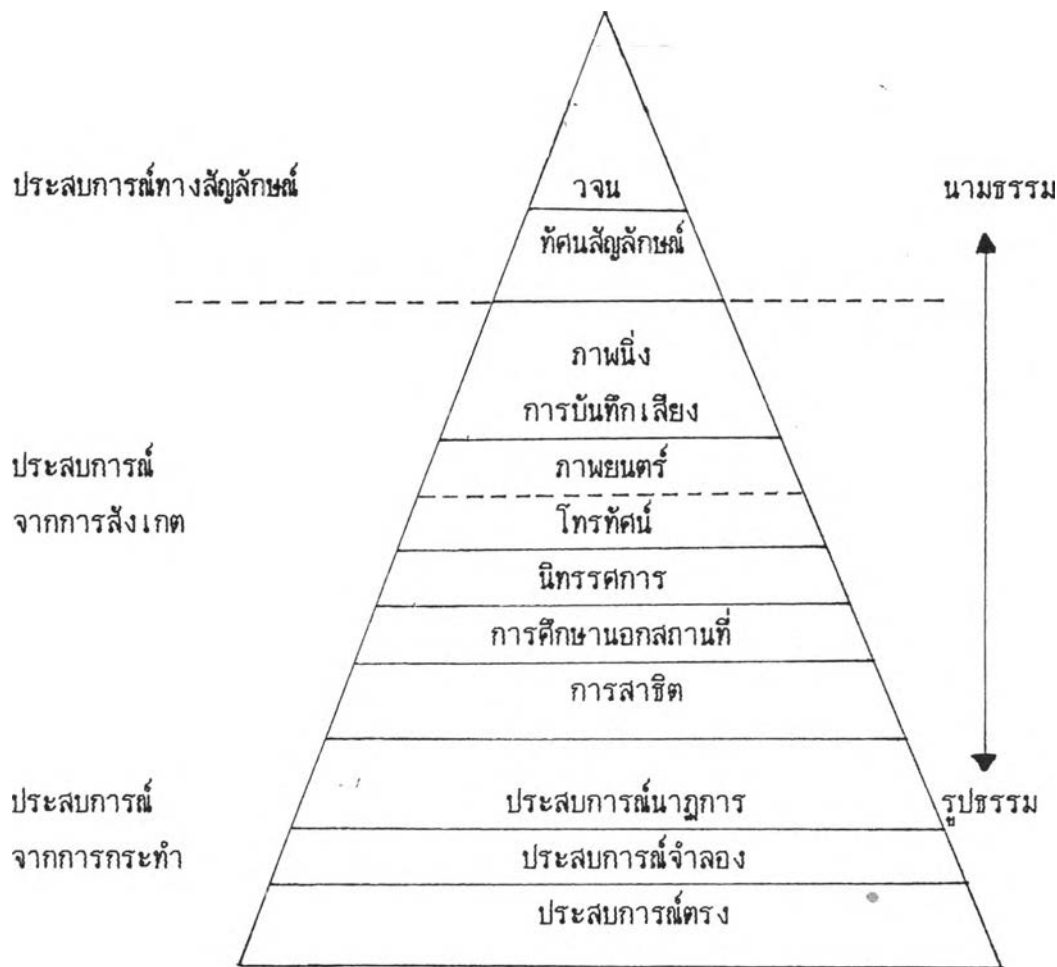 ประสบการณ์ทางสัญลักษณ์
วจน
นามธรรม
ทัศนสัญลักษณ์
ภาพนิ่ง
การบันทึกเสียง
ประสบการณ์
จากการสังเกต
ภาพยนตร์
โทรทัศน์
นิทรรศการ
การศึกษานอกสถานที่
การสาธิต
ประสบการณ์
จากการกระทำ
ประสบการณ์นาฏการ
รูปธรรม
ประสบการณ์จำลอง
ประสบการณ์ตรง